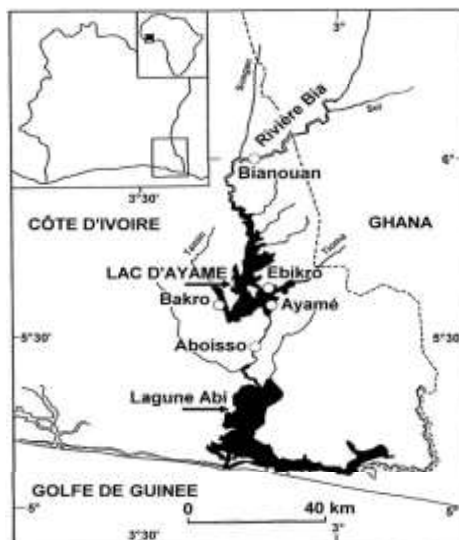 3°
Rivière Bia
6°
Bianouan
3°30
CÔTE D'IVOIRE
GHANA
LAC D'AYAME
Ebikro
Bakro
Ayamé
5°30
5°30
Aboisso
Lagune Abi
GOLFE DE GUINEE
0 40 km
5°
5°
3°30
3°